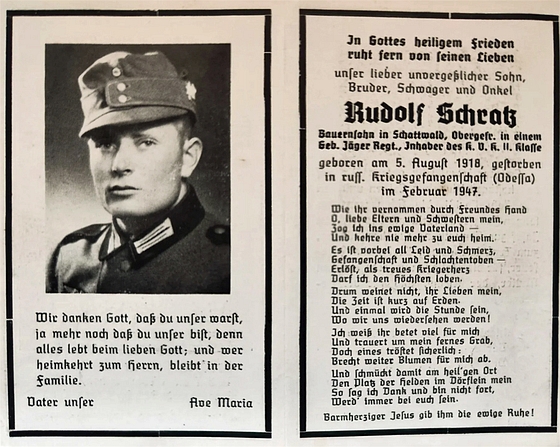 Wir danken Gott, daß du unser warst,
ja mehr noch daß du unser bist, denn
alles lebt beim lieben Gott; und wer
heimkehrt zum Herrn, bleibt in der
Familie.
Vater unser Ave Maria
In Gottes heiligem Frieden
ruht fern von seinen Lieben
unser lieber unvergeßlicher Sohn,
Bruder, Schwager und Onkel
Rudolf Schratz
Bauernsohn in Schattwald, Obergefr. in einem
Geb. Jäger Regt., Inhaber des K. V. K. II. Klasse
geboren am 5. August 1918, gestorben
in russ. Kriegsgefangenschaft (Odessa)
im Februar 1947.
Wie ihr vernommen durch Freundes Hand
O, liebe Eltern und Schwestern mein,
Zog ich ins ewige Vaterland —
Und kehre nie mehr zu euch heim.
Es ist vorbei all Leid und Schmerz,
Gefangenschaft und Schlachtentoben —
Erlöst, als treues Kriegerherz
Darf ich den Höchsten loben.
Drum weinet nicht, ihr Lieben mein,
Die Zeit ist kurz auf Erden.
Und einmal wird die Stunde sein,
Wo wir uns wiedersehen werden!
Ich weiß ihr betet viel für mich
Und trauert um mein fernes Grab,
Doch eines tröstet sicherlich:
Brecht weiter Blumen für mich ab.
Und schmückt damit am heil'gen Ort
Den Platz der Helden im Dörflein mein
So sag ich Dank und bin nicht fort,
Werd' immer bei euch sein.
Barmherziger Jesus gib ihm die ewige Ruhe!